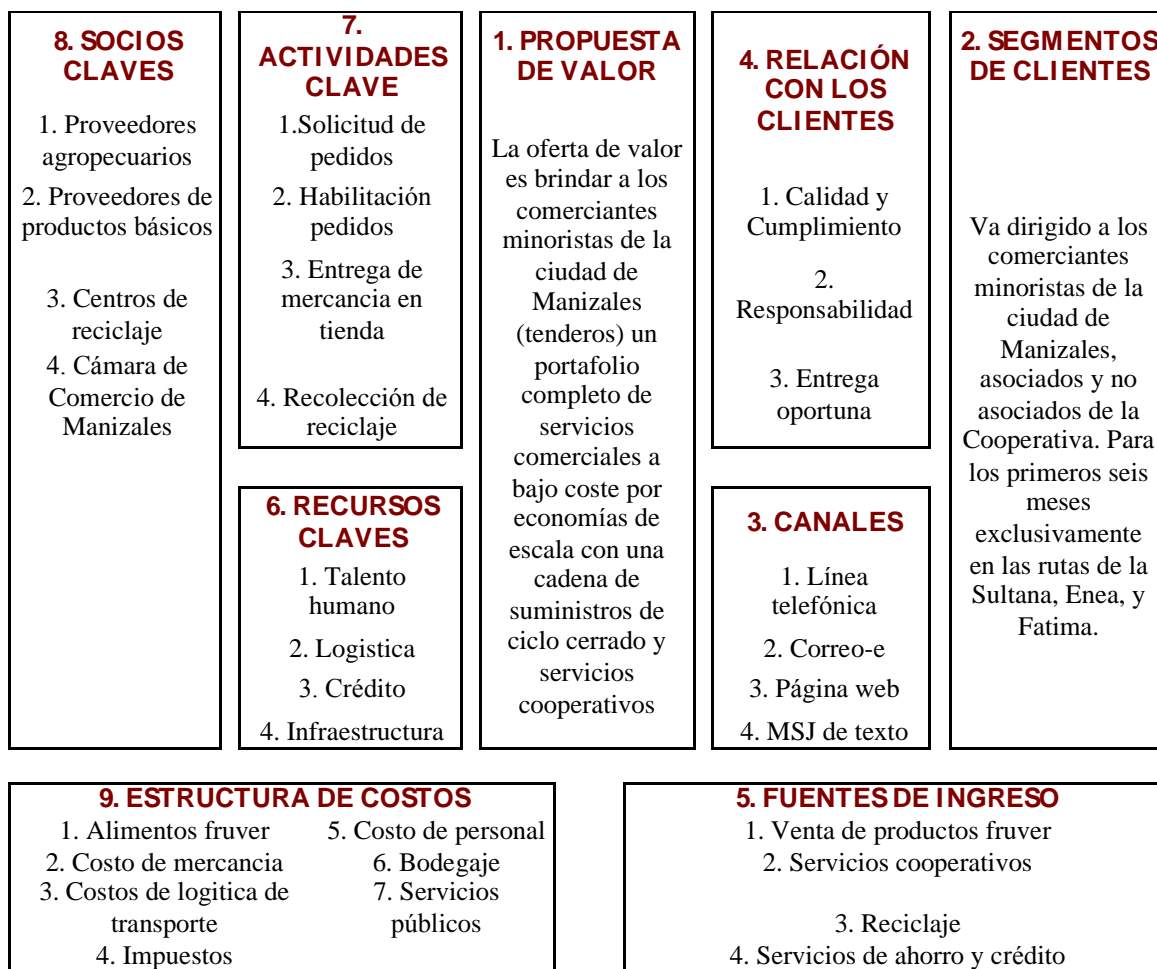 8. SOCIOS
CLAVES
1. Proveedores
agropecuarios
2. Proveedores de
productos básicos
3. Centros de
reciclaje
4. Cámara de
Comercio de
Manizales
7.
ACTIVIDADES
CLAVE
1.Solicitud de
pedidos
2. Habilitación
pedidos
3. Entrega de
mercancia en
tienda
4. Recolección de
reciclaje
6. RECURSOS
CLAVES
1. Talento
humano
2. Logistica
3. Crédito
4. Infraestructura
1. PROPUESTA
DE VALOR
La oferta de valor
es brindar a los
comerciantes
minoristas de la
ciudad de
Manizales
(tenderos) un
portafolio
completo de
servicios
comerciales a
bajo coste por
economías de
escala con una
cadena de
suministros de
ciclo cerrado y
servicios
cooperativos
4. RELACIÓN
CON LOS
CLIENTES
1. Calidad y
Cumplimiento
2.
Responsabilidad
3. Entrega
oportuna
3. CANALES
1. Línea
telefónica
2. Correo-e
3. Página web
4. MSJ de texto
2. SEGMENTOS
DE CLIENTES
Va dirigido a los
comerciantes
minoristas de la
ciudad de
Manizales,
asociados y no
asociados de la
Cooperativa. Para
los primeros seis
meses
exclusivamente
en las rutas de la
Sultana, Enea, y
Fatima.
9. ESTRUCTURA DE COSTOS
1. Alimentos fruver
2. Costo de mercancia
3. Costos de logitica de
transporte
4. Impuestos
5. Costo de personal
6. Bodegaje
7. Servicios
públicos
5. FUENTES DE INGRESO
1. Venta de productos fruver
2. Servicios cooperativos
3. Reciclaje
4. Servicios de ahorro y crédito